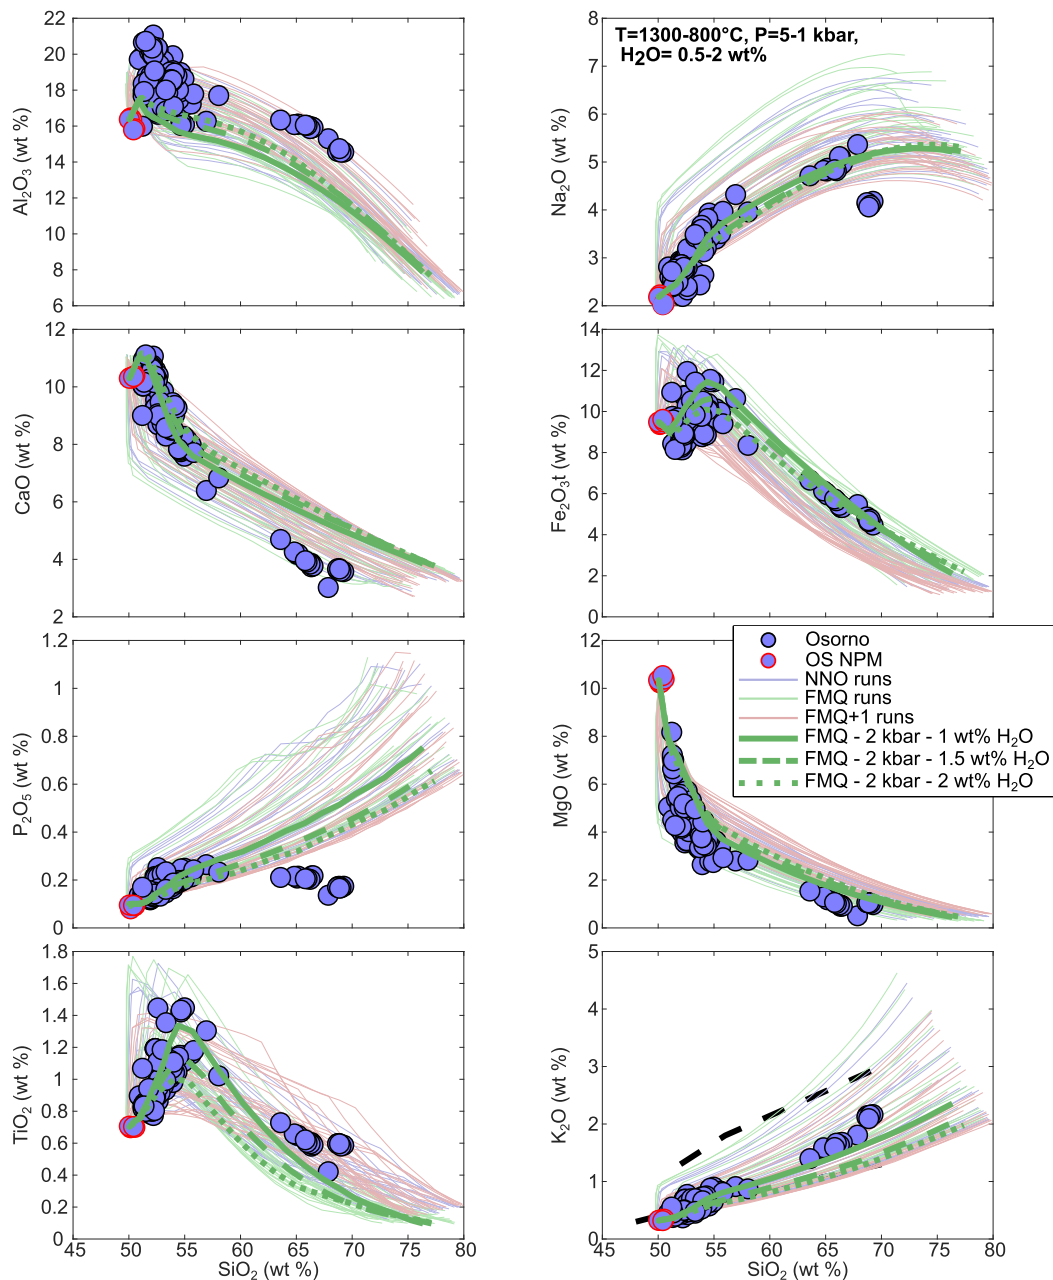 22
20
18
16
14
12
10
8
6
Al2O3 (wt %)
T=1300-800°C, P=5-1 kbar,
H2O= 0.5-2 wt%
8
7
6
5
4
3
2
Na2O (wt %)
12
10
8
6
4
2
CaO (wt %)
14
12
10
8
6
4
2
0
Fe2O3t (wt %)
1.2
1
0.8
0.6
0.4
0.2
0
P2O5 (wt %)
12
10
8
6
4
2
0
MgO (wt %)
Osorno
OS NPM
NNO runs
FMQ runs
FMQ+1 runs
FMQ - 2 kbar - 1 wt% H2O
FMQ - 2 kbar - 1.5 wt% H2O
FMQ - 2 kbar - 2 wt% H2O
1.8
1.6
1.4
1.2
1.0
0.8
0.6
0.4
0.2
0
TiO2 (wt %)
45 50 55 60 65 70 75 80
SiO2 (wt %)
5
4
3
2
1
0
K2O (wt %)
45 50 55 60 65 70 75 80
SiO2 (wt %)